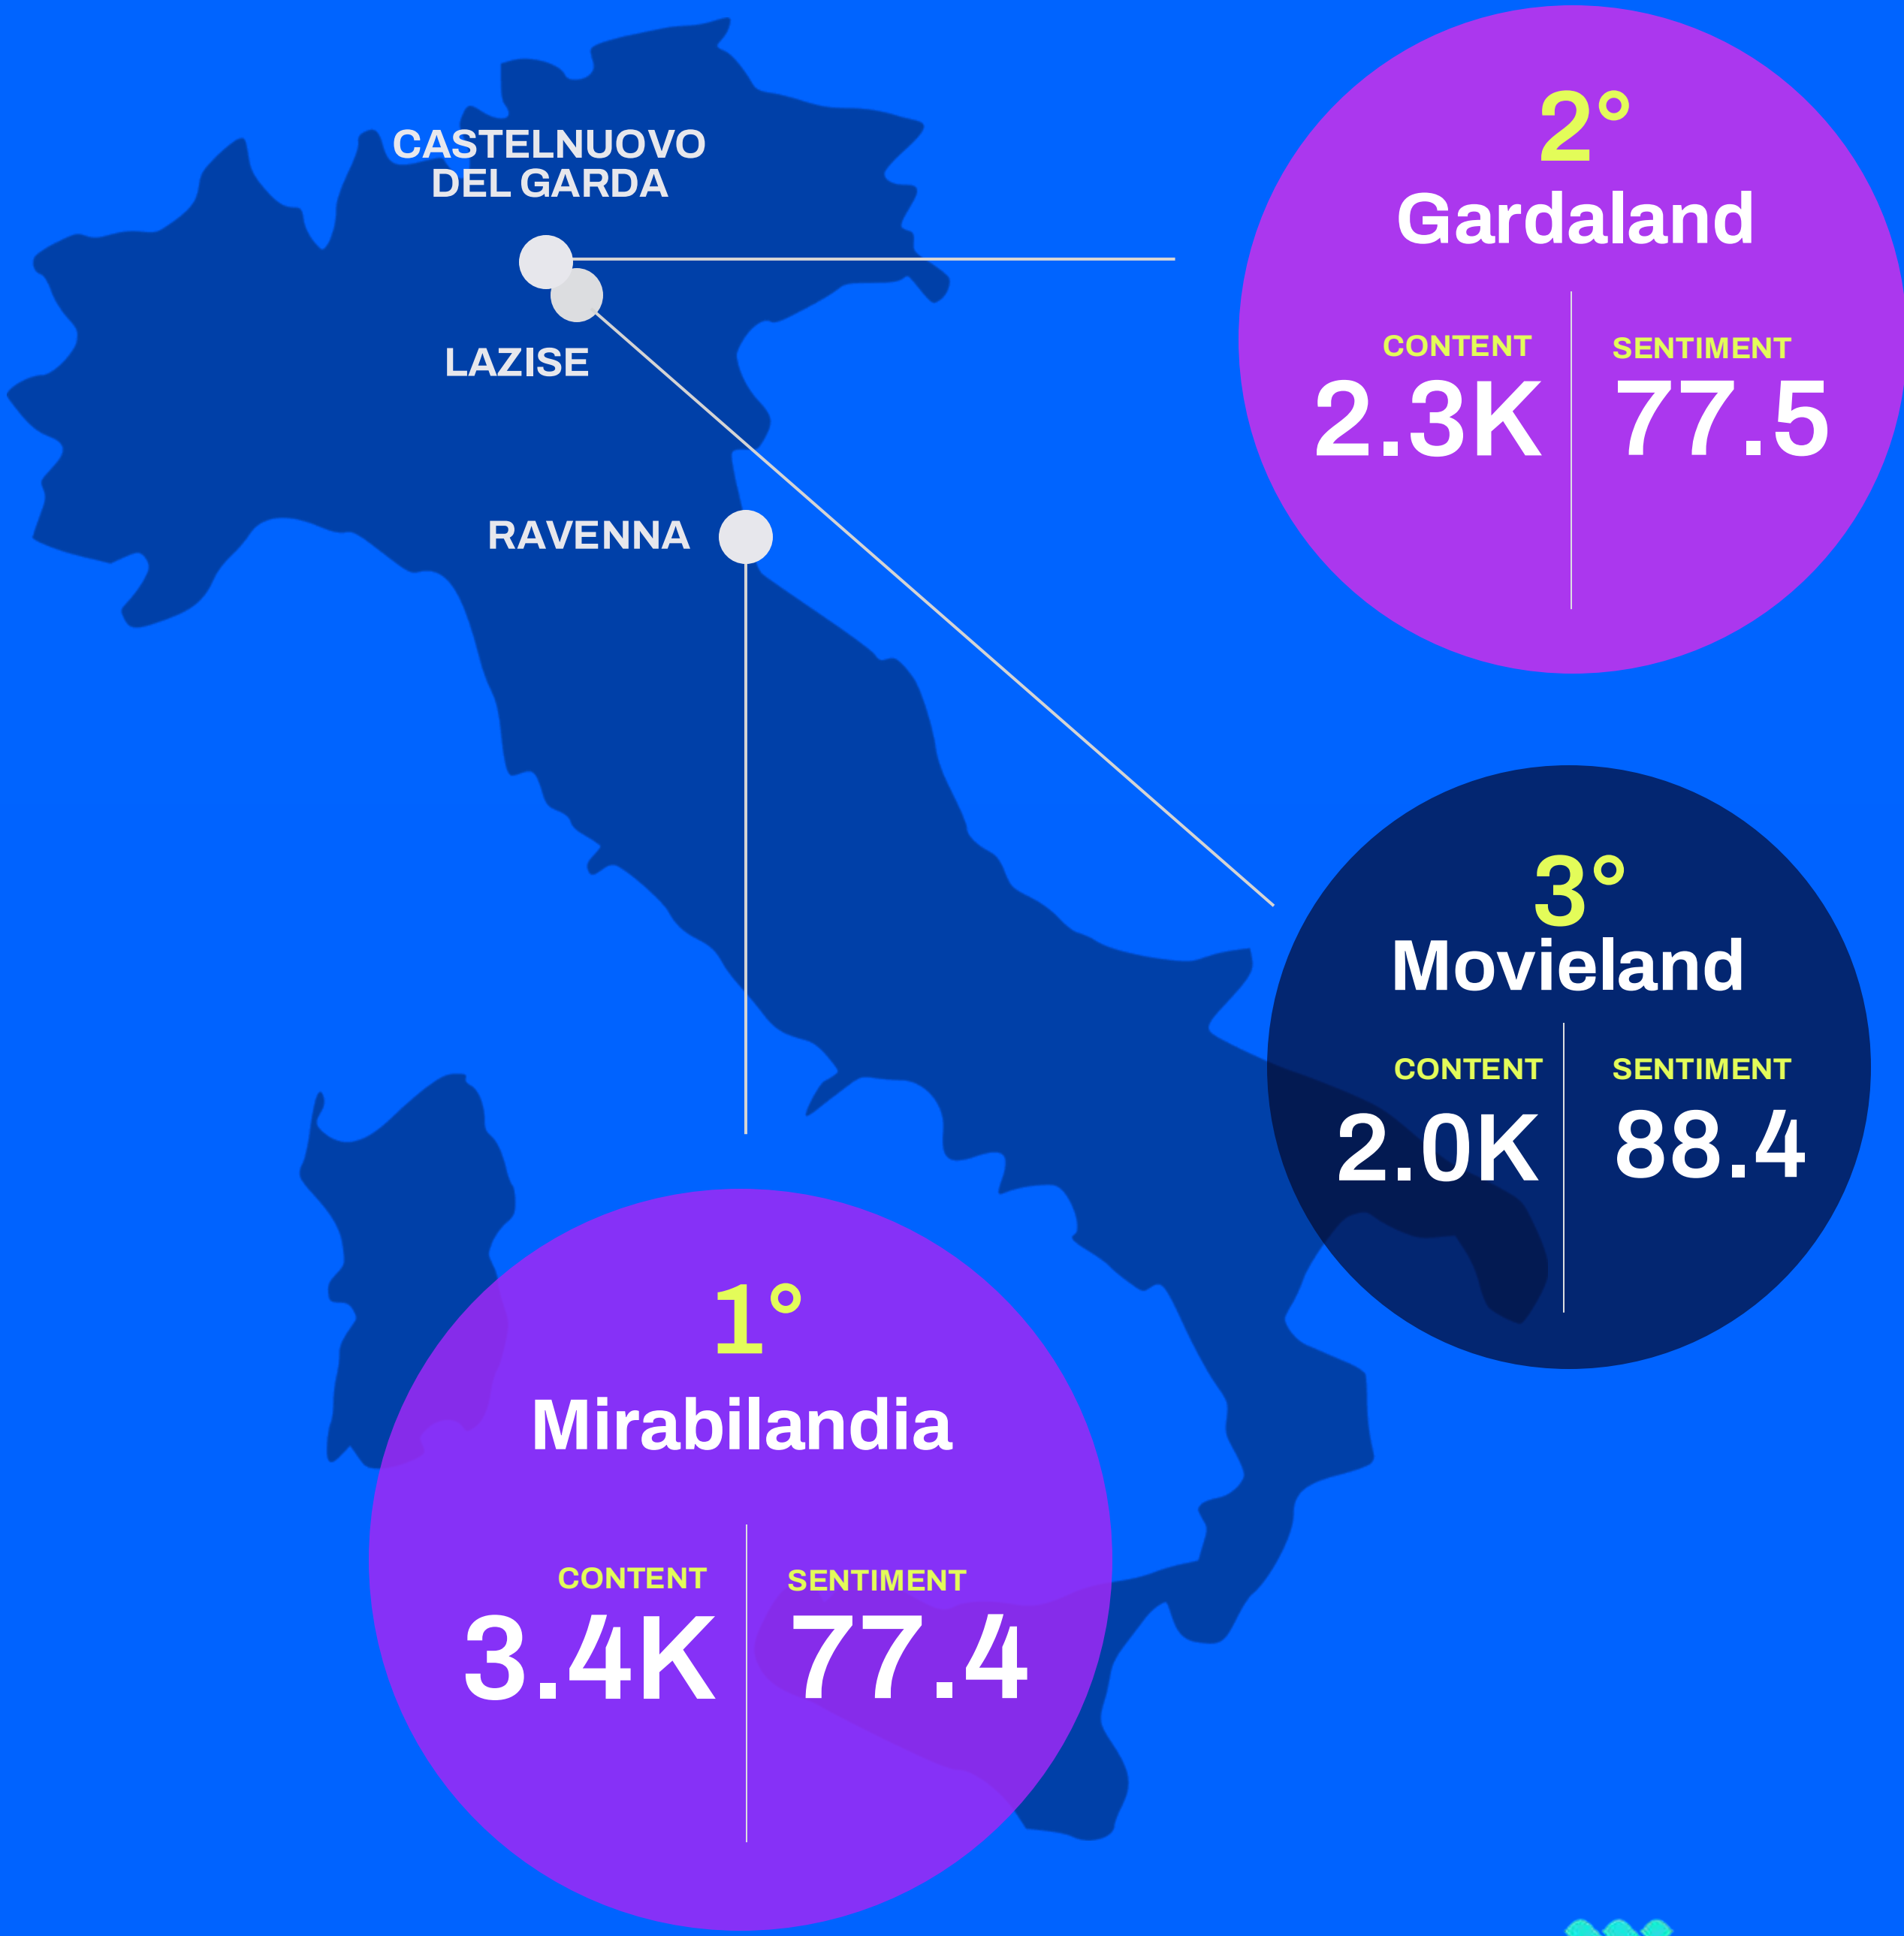 CASTELNUOVO
DEL GARDA
LAZISE
RAVENNA
2°
Gardaland
CONTENT
2.3K
SENTIMENT
77.5
3°
Movieland
CONTENT
2.0K
SENTIMENT
88.4
1°
Mirabilandia
CONTENT
3.4K
SENTIMENT
77.4